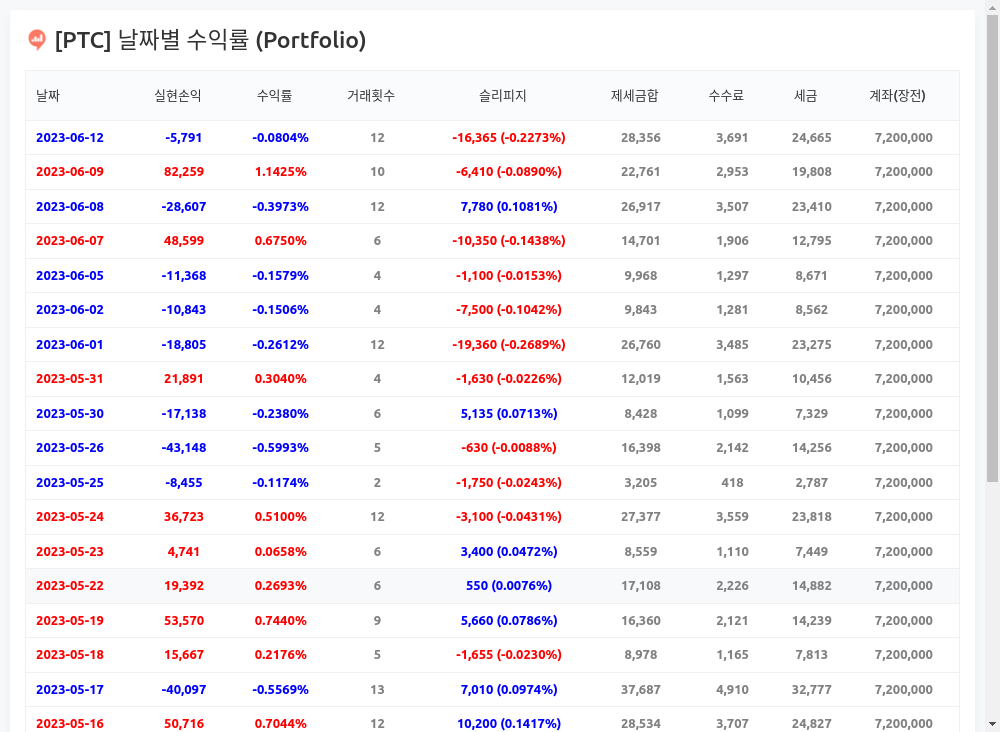 [PTC] 날짜별 수익률 (Portfolio)
날짜 실현손익 수익률 거래횟수 슬리피지 제세금합 수수료 세금 계좌(장전)
2023-06-12 -5,791 -0.0804% 12 -16,365 (-0.2273%) 28,356 3,691 24,665 7,200,000
2023-06-09 82,259 1.1425% 10 -6,410 (-0.0890%) 22,761 2,953 19,808 7,200,000
2023-06-08 -28,607 -0.3973% 12 7,780 (0.1081%) 26,917 3,507 23,410 7,200,000
2023-06-07 48,599 0.6750% 6 -10,350 (-0.1438%) 14,701 1,906 12,795 7,200,000
2023-06-05 -11,368 -0.1579% 4 -1,100 (-0.0153%) 9,968 1,297 8,671 7,200,000
2023-06-02 -10,843 -0.1506% 4 -7,500 (-0.1042%) 9,843 1,281 8,562 7,200,000
2023-06-01 -18,805 -0.2612% 12 -19,360 (-0.2689%) 26,760 3,485 23,275 7,200,000
2023-05-31 21,891 0.3040% 4 -1,630 (-0.0226%) 12,019 1,563 10,456 7,200,000
2023-05-30 -17,138 -0.2380% 6 5,135 (0.0713%) 8,428 1,099 7,329 7,200,000
2023-05-26 -43,148 -0.5993% 5 -630 (-0.0088%) 16,398 2,142 14,256 7,200,000
2023-05-25 -8,455 -0.1174% 2 -1,750 (-0.0243%) 3,205 418 2,787 7,200,000
2023-05-24 36,723 0.5100% 12 -3,100 (-0.0431%) 27,377 3,559 23,818 7,200,000
2023-05-23 4,741 0.0658% 6 3,400 (0.0472%) 8,559 1,110 7,449 7,200,000
2023-05-22 19,392 0.2693% 6 550 (0.0076%) 17,108 2,226 14,882 7,200,000
2023-05-19 53,570 0.7440% 9 5,660 (0.0786%) 16,360 2,121 14,239 7,200,000
2023-05-18 15,667 0.2176% 5 -1,655 (-0.0230%) 8,978 1,165 7,813 7,200,000
2023-05-17 -40,097 -0.5569% 13 7,010 (0.0974%) 37,687 4,910 32,777 7,200,000
2023-05-16 50,716 0.7044% 12 10,200 (0.1417%) 28,534 3,707 24,827 7,200,000